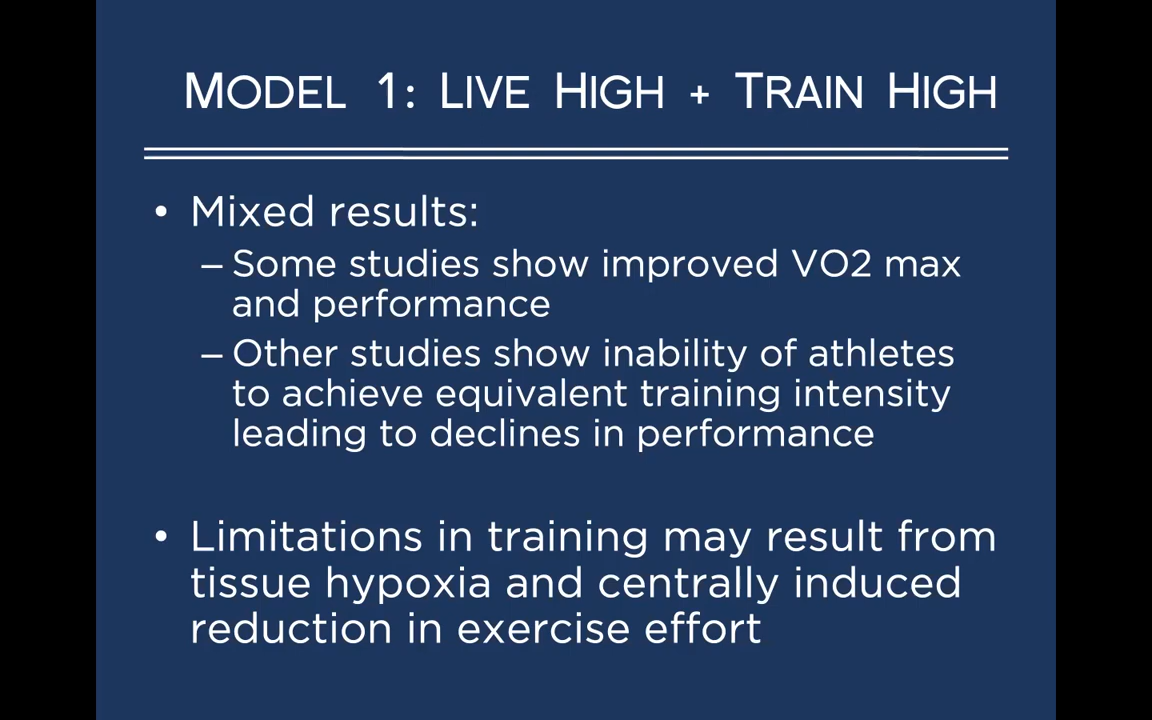 MODEL 1: LIVE HIGH + TRAIN HIGH
• Mixed results:
– Some studies show improved VO2 max
and performance
– Other studies show inability of athletes
to achieve equivalent training intensity
leading to declines in performance
• Limitations in training may result from
tissue hypoxia and centrally induced
reduction in exercise effort